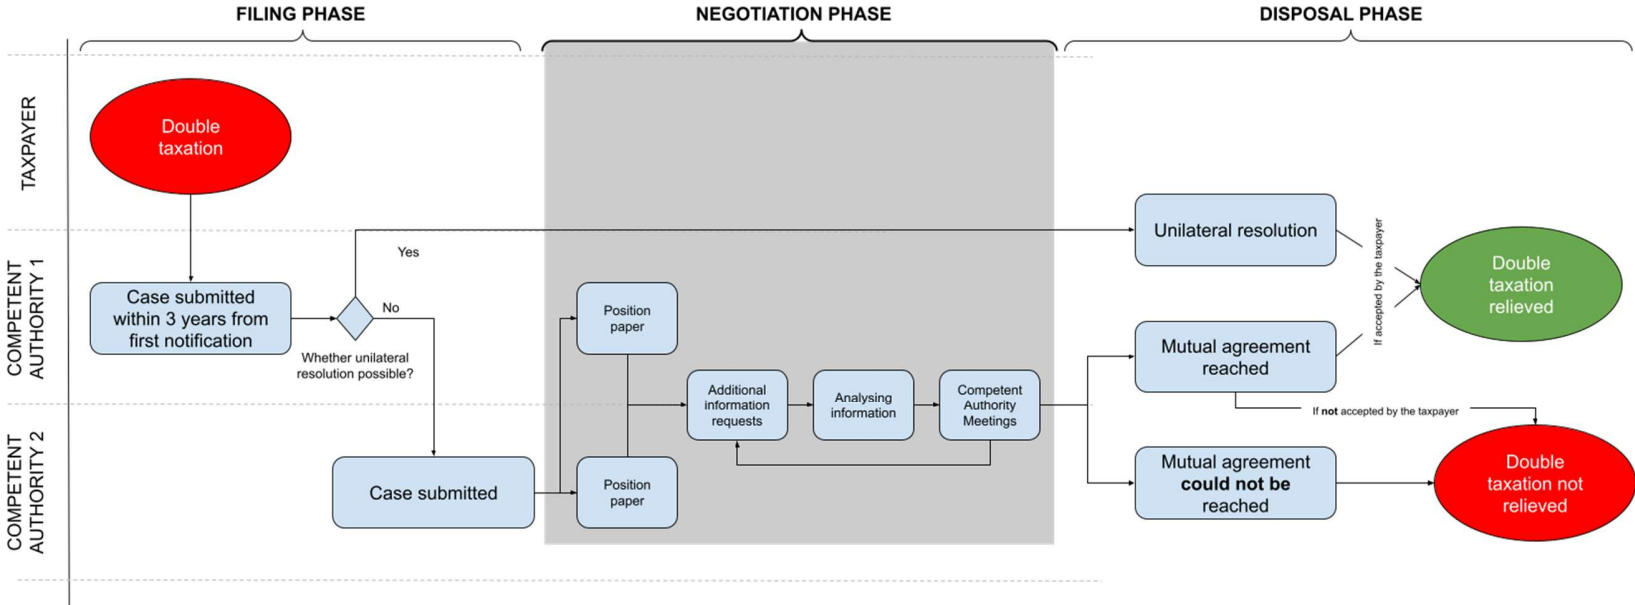 FILING PHASE
NEGOTIATION PHASE
DISPOSAL PHASE
TAXPAYER
Double
taxation
COMPETENT
AUTHORITY 1
Case submitted
within 3 years from
first notification
Yes
No
Whether unilateral
resolution possible?
COMPETENT
AUTHORITY 2
Case submitted
Position
paper
Position
paper
Additional
information
requests
Analysing
information
Competent
Authority
Meetings
Unilateral resolution
Mutual agreement
reached
Mutual agreement
could not be
reached
If accepted by the taxpayer
If not accepted by the taxpayer
Double
taxation
relieved
Double
taxation not
relieved